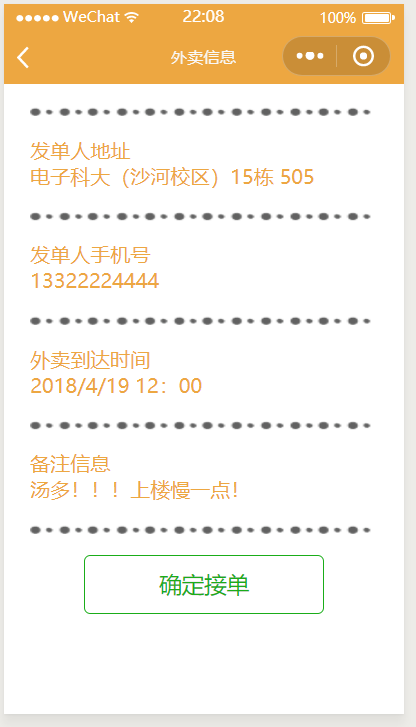 WeChat 22:08 100%
外卖信息
发单人地址
电子科大（沙河校区）15栋 505
发单人手机号
13322224444
外卖到达时间
2018/4/19 12：00
备注信息
汤多！！！上楼慢一点！
确定接单